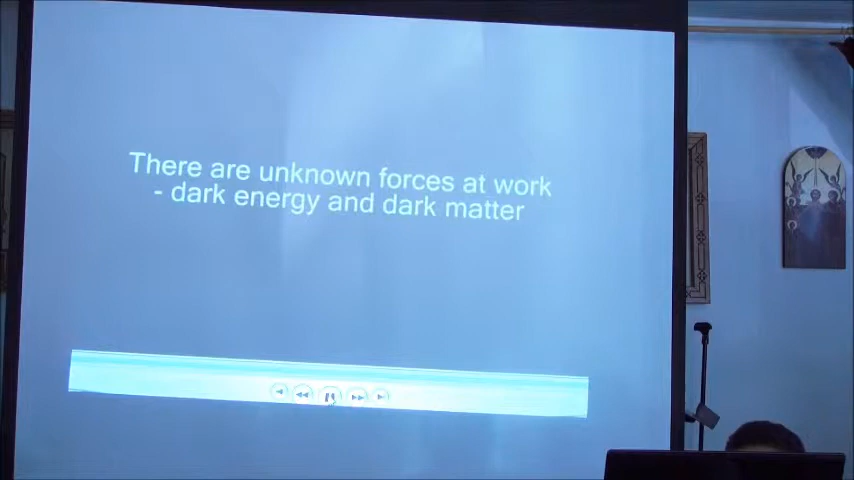 There are unknown forces at work
- dark energy and dark matter